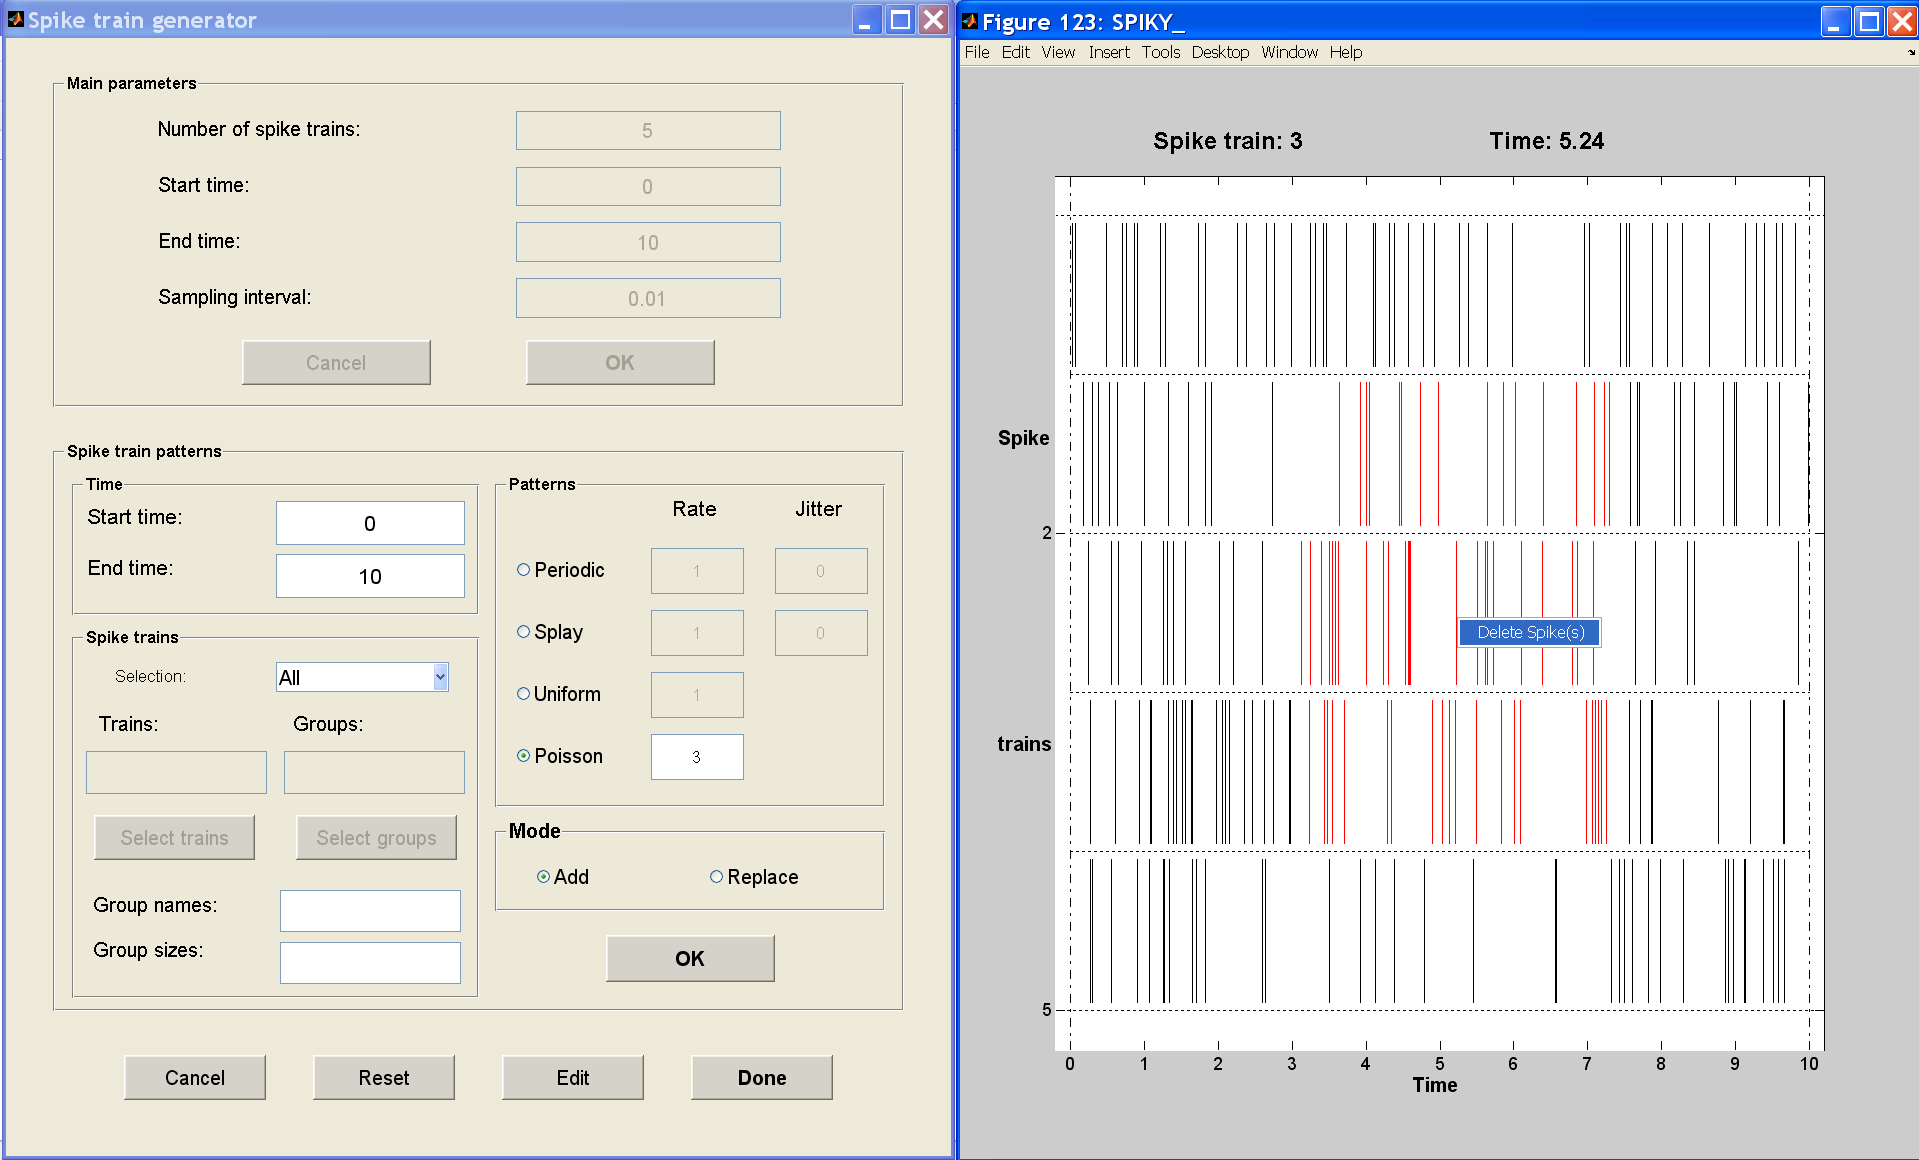 Spike train generator
Main parameters
Number of spike trains: 5
Start time: 0
End time: 10
Sampling interval: 0.01
Cancel OK
Spike train patterns
Time
Start time: 0
End time: 10
Spike trains
Selection: All
Trains: Groups:
Select trains Select groups
Group names:
Group sizes:
Patterns
Rate Jitter
Periodic 1 0
Splay 1 0
Uniform 1
Poisson 3
Mode
Add Replace
OK
Cancel Reset Edit Done
Figure 123: SPIKY_
File Edit View Insert Tools Desktop Window Help
Spike train: 3 Time: 5.24
Spike
2
Delete Spike(s)
trains
5
0 1 2 3 4 5 6 7 8 9 10
Time